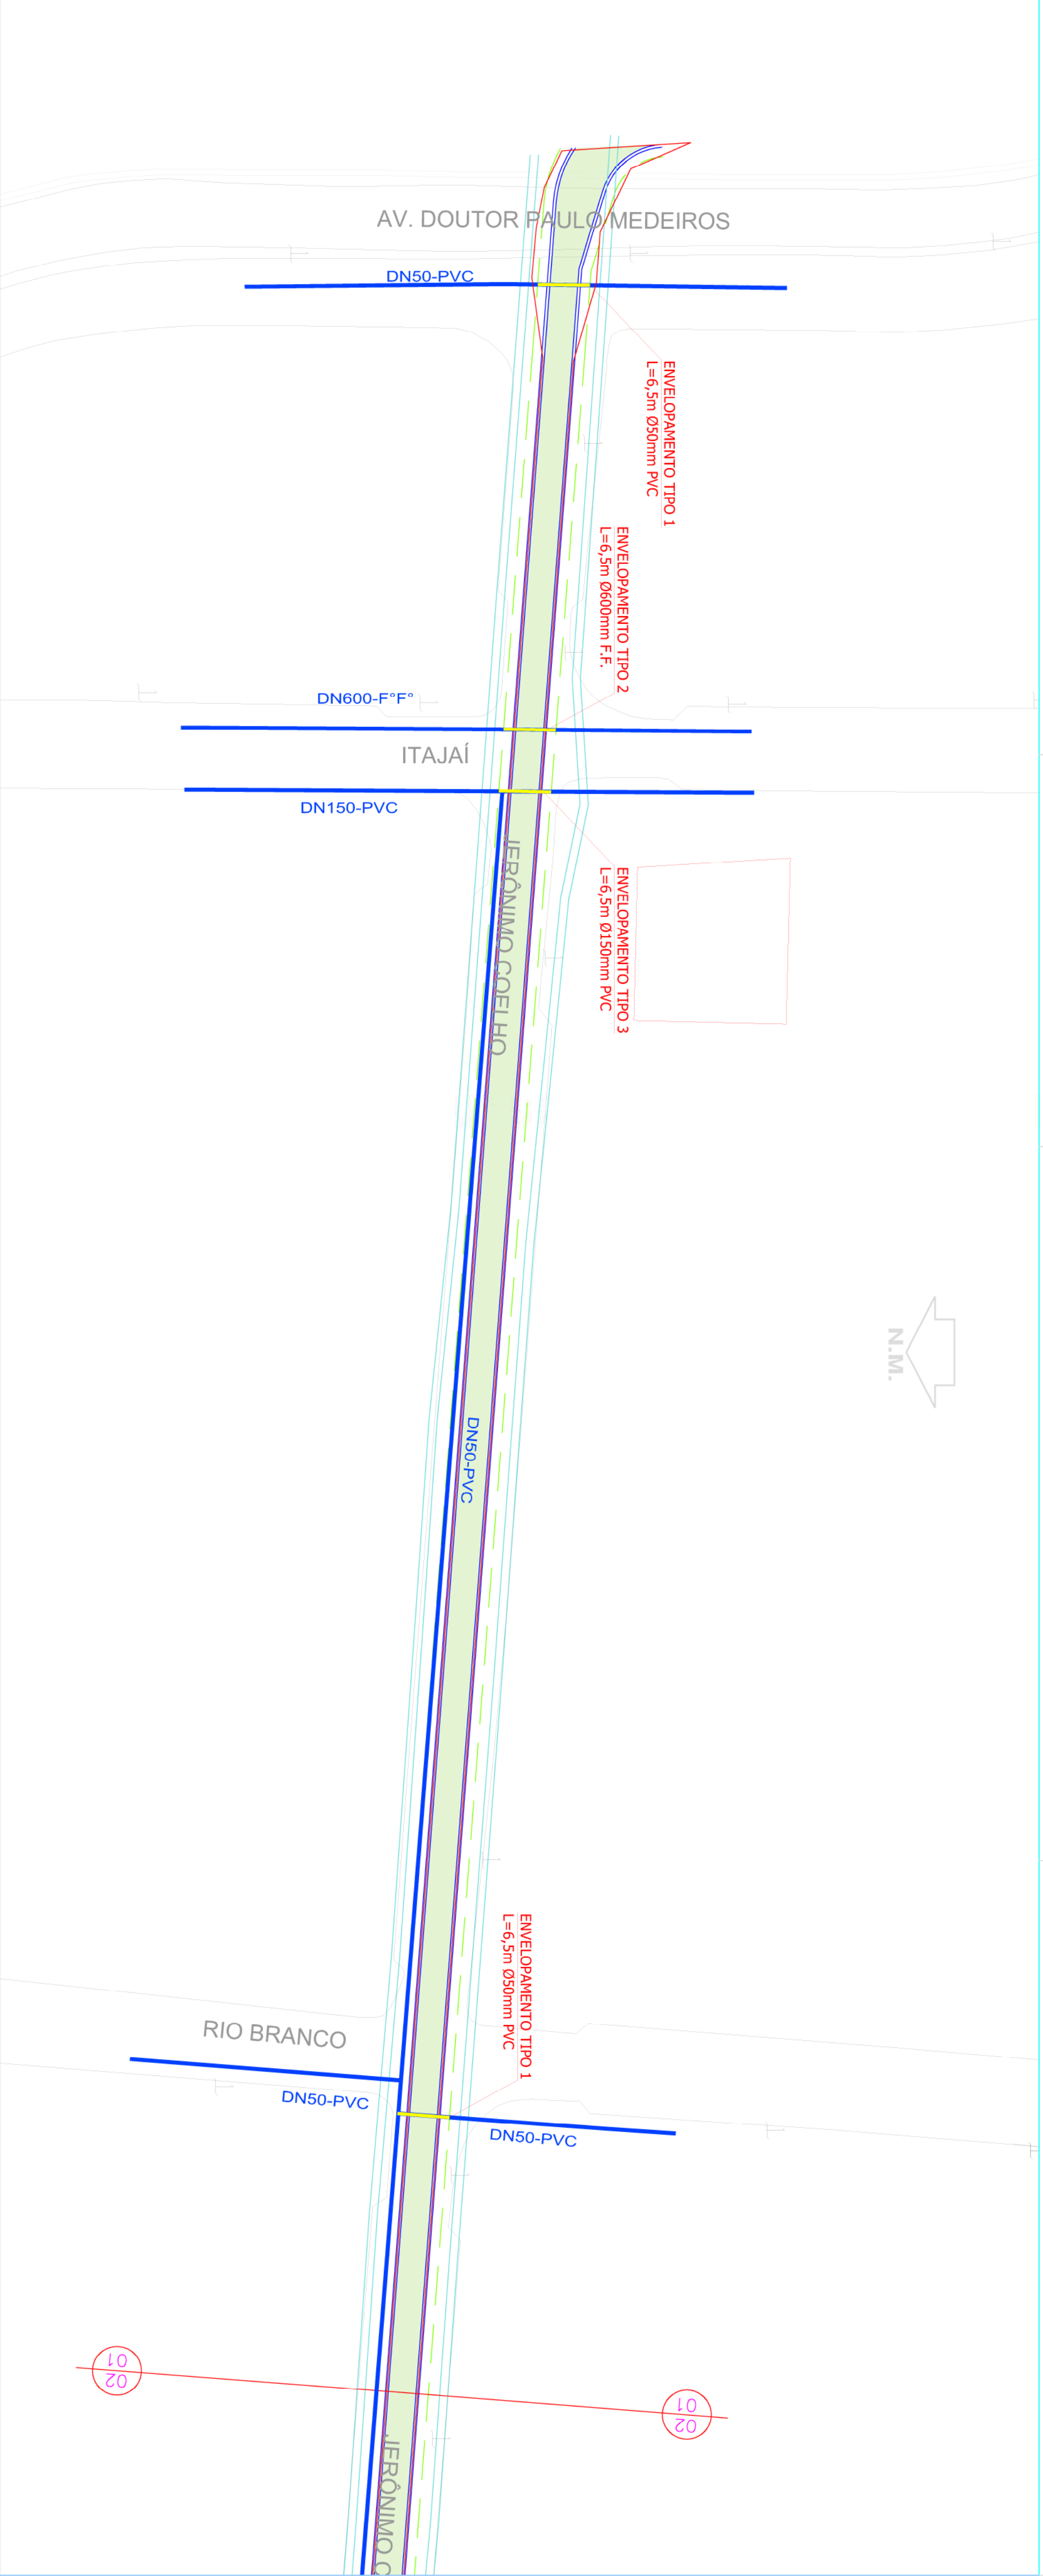 AV. DOUTOR PAULO MEDEIROS
DN50-PVC
ENVELOPAMENTO TIPO 1
L=6,5m Ø50mm PVC
ENVELOPAMENTO TIPO 2
L=6,5m Ø600mm F.F.
DN600-F°F°
ITAJAÍ
DN150-PVC
JERÔNIMO COELHO
ENVELOPAMENTO TIPO 3
L=6,5m Ø150mm PVC
N.M.
DN50-PVC
ENVELOPAMENTO TIPO 1
L=6,5m Ø50mm PVC
RIO BRANCO
DN50-PVC
DN50-PVC
01
02
01
02
JERÔNIMO C